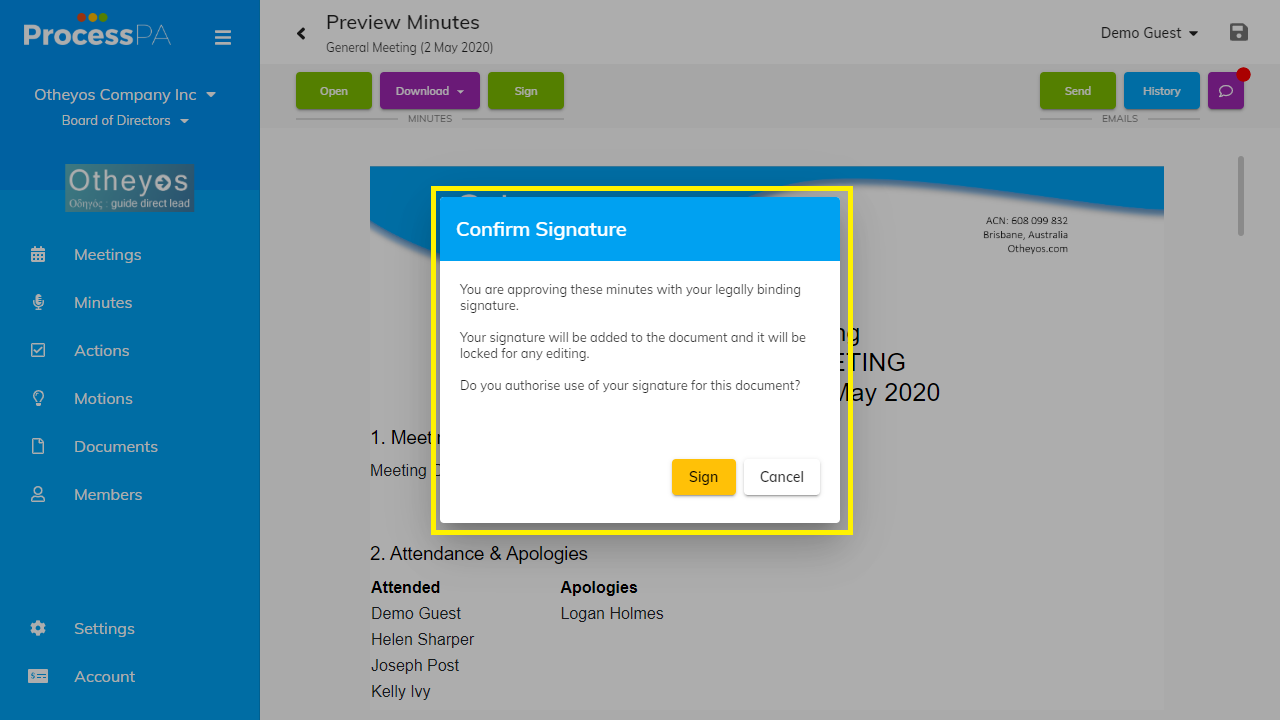 ProcessPA
Otheyos Company Inc
Board of Directors
Otheyos
Οδηγός : guide direct lead
Meetings
Minutes
Actions
Motions
Documents
Members
Settings
Account
Preview Minutes
General Meeting (2 May 2020)
Demo Guest
Open
Download
Sign
MINUTES
Send
History
EMAILS
ACN: 608 099 832
Brisbane, Australia
Otheyos.com
Confirm Signature
You are approving these minutes with your legally binding
signature.
Your signature will be added to the document and it will be
locked for any editing.
Do you authorise use of your signature for this document?
Sign
Cancel
May 2020
1.
Meeting
2. Attendance & Apologies
Attended
Apologies
Demo Guest
Logan Holmes
Helen Sharper
Joseph Post
Kelly Ivy